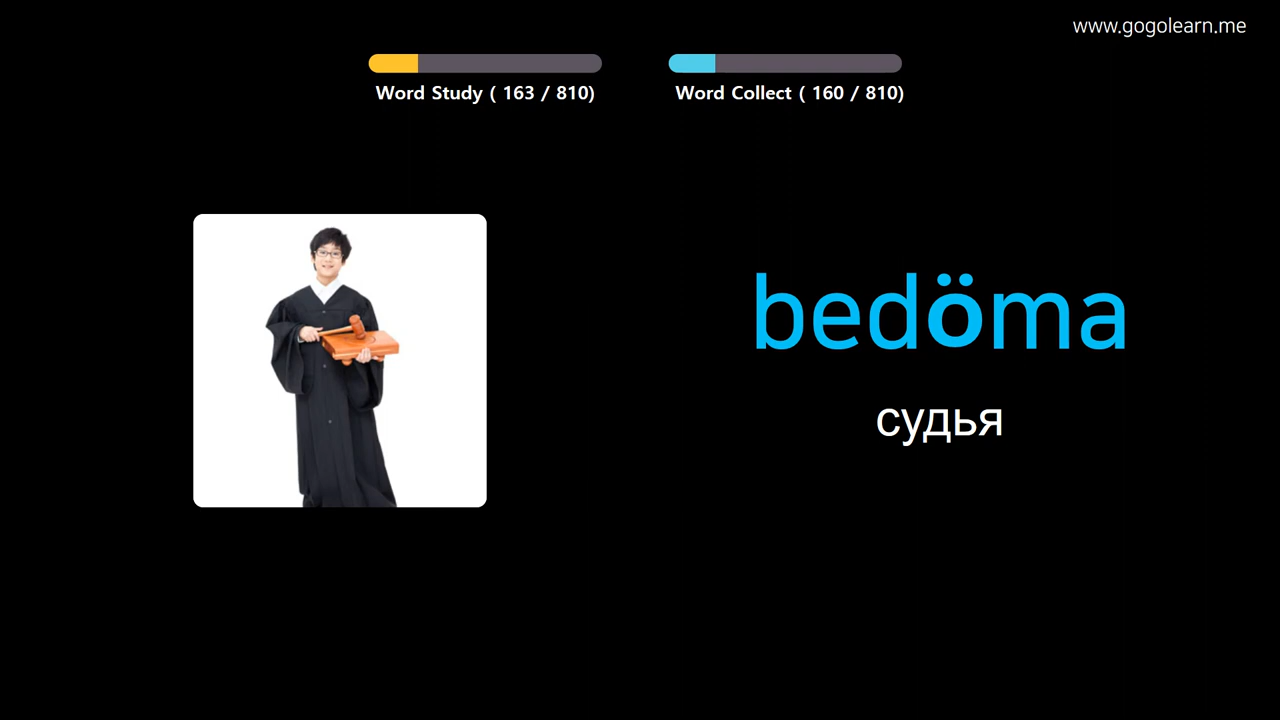 www.gogolearn.me
Word Study ( 163 / 810)
Word Collect ( 160 / 810)
bedöma
судья